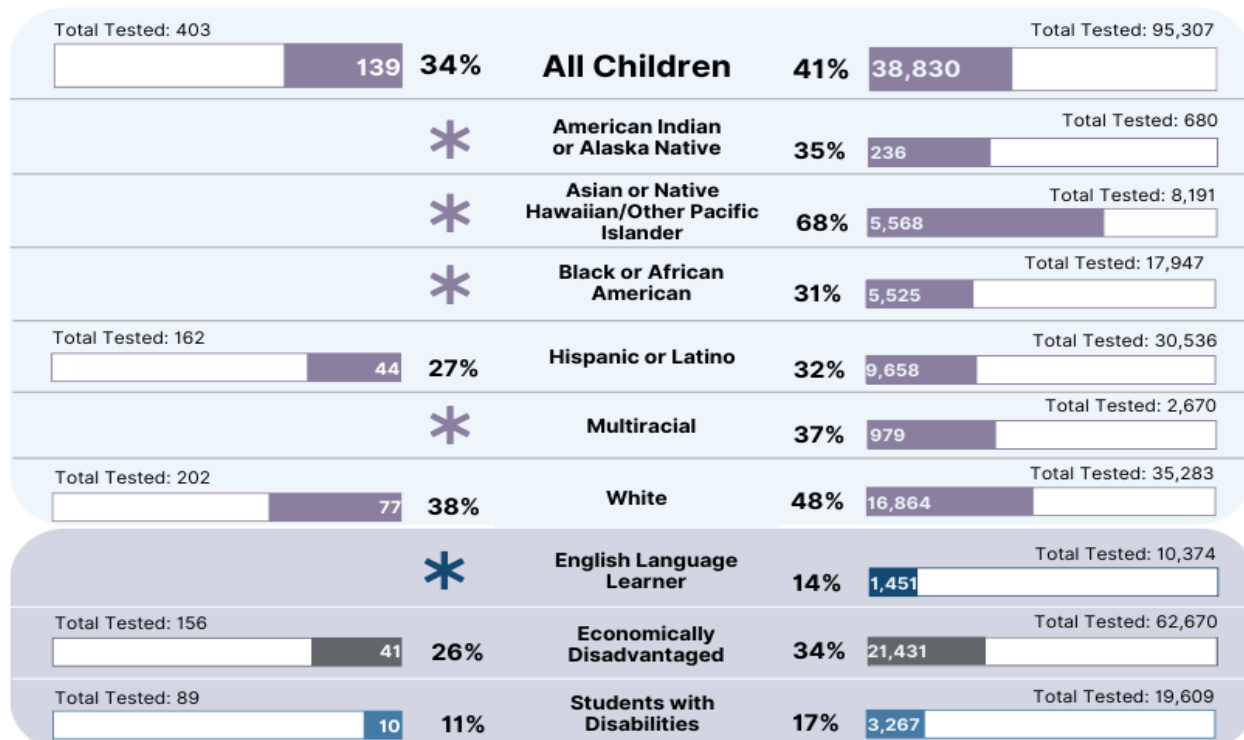 Total Tested: 403
139 34% All Children 41% 38,830
Total Tested: 95,307
American Indian
or Alaska Native
* 35% 236
Total Tested: 680
Asian or Native
Hawaiian/Other Pacific
Islander
* 68% 5,568
Total Tested: 8,191
Black or African
American
* 31% 5,525
Total Tested: 17,947
Total Tested: 162
44 27% Hispanic or Latino 32% 9,658
Total Tested: 30,536
* Multiracial 37% 979
Total Tested: 2,670
Total Tested: 202
77 38% White 48% 16,864
Total Tested: 35,283
English Language
Learner
* 14% 1,451
Total Tested: 10,374
Total Tested: 156
41 26% Economically
Disadvantaged 34% 21,431
Total Tested: 62,670
Total Tested: 89
10 11% Students with
Disabilities 17% 3,267
Total Tested: 19,609